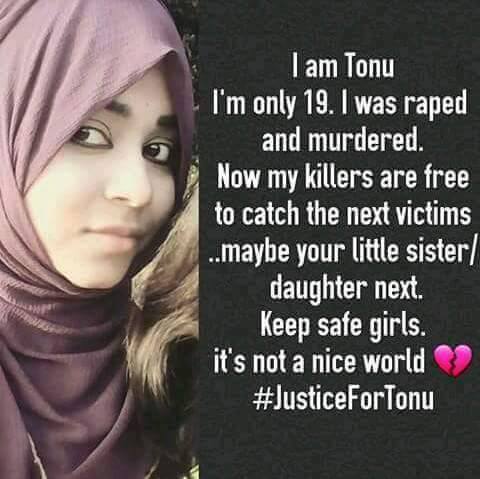 I am Tonu
I'm only 19. I was raped
and murdered.
Now my killers are free
to catch the next victims
..maybe your little sister/
daughter next.
Keep safe girls.
it's not a nice world 💔
#JusticeForTonu